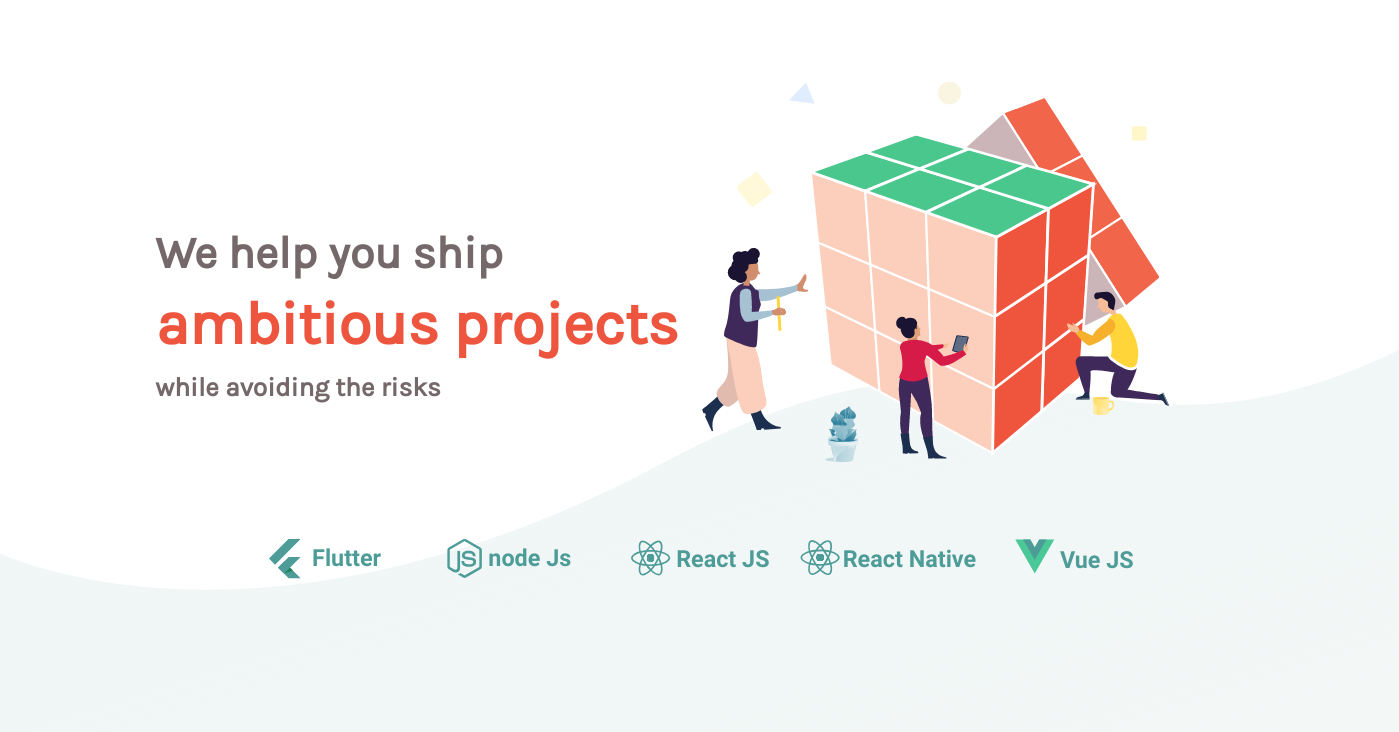 We help you ship
ambitious projects
while avoiding the risks
Flutter
JS node Js
React JS
React Native
Vue JS